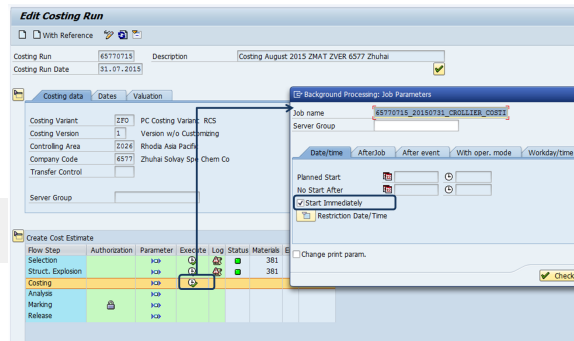 Edit Costing Run
With Reference
Costing Run 65770715 Description Costing August 2015 ZMAT ZVER 6577 Zhuhai
Costing Run Date 31.07.2015
Costing data Dates Valuation
Costing Variant ZFO PC Costing Variant RCS
Costing Version 1 Version w/o Customizing
Controlling Area Z026 Rhodia Asia Pacific
Company Code 6577 Zhuhai Solvay Spe Chem Co
Transfer Control
Server Group
Background Processing: Job Parameters
Job name 65770715_20150731_CROLLIER_COSTI
Server Group
Date/time AfterJob After event With oper. mode Workday/time
Planned Start
No Start After
Start Immediately
Restriction Date/Time
Change print param.
Check
Create Cost Estimate
Flow Step Authorization Parameter Execute Log Status Materials E
Selection 381
Struct. Explosion 381
Costing
Analysis
Marking
Release